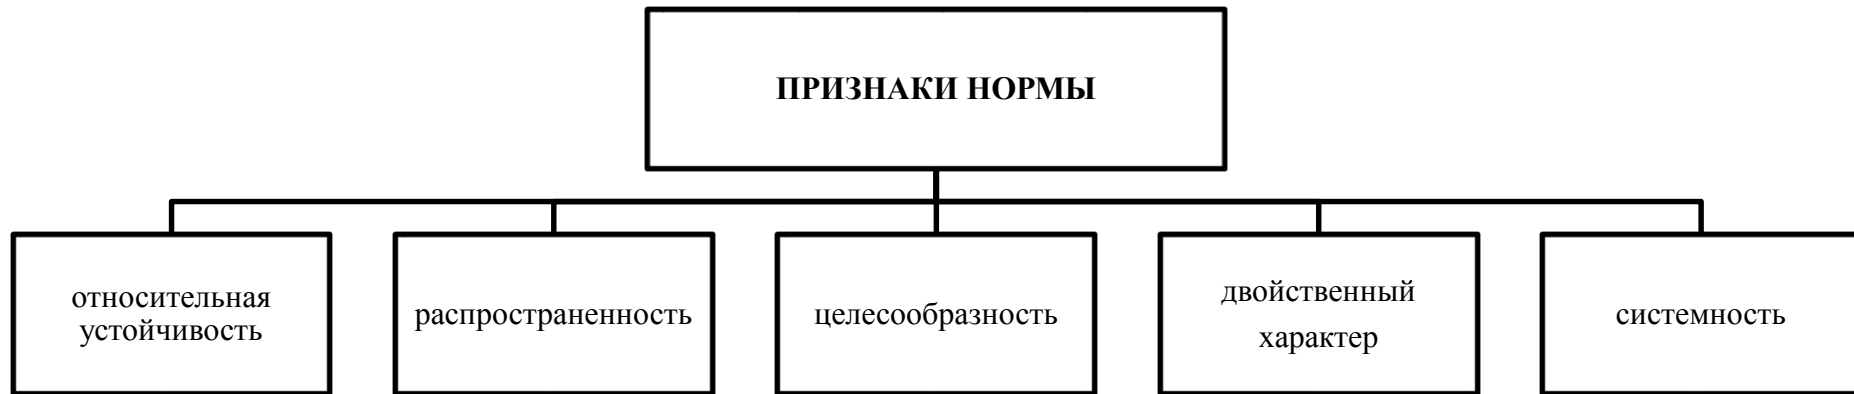 ПРИЗНАКИ НОРМЫ
относительная
устойчивость
распространенность
целесообразность
двойственный
характер
системность